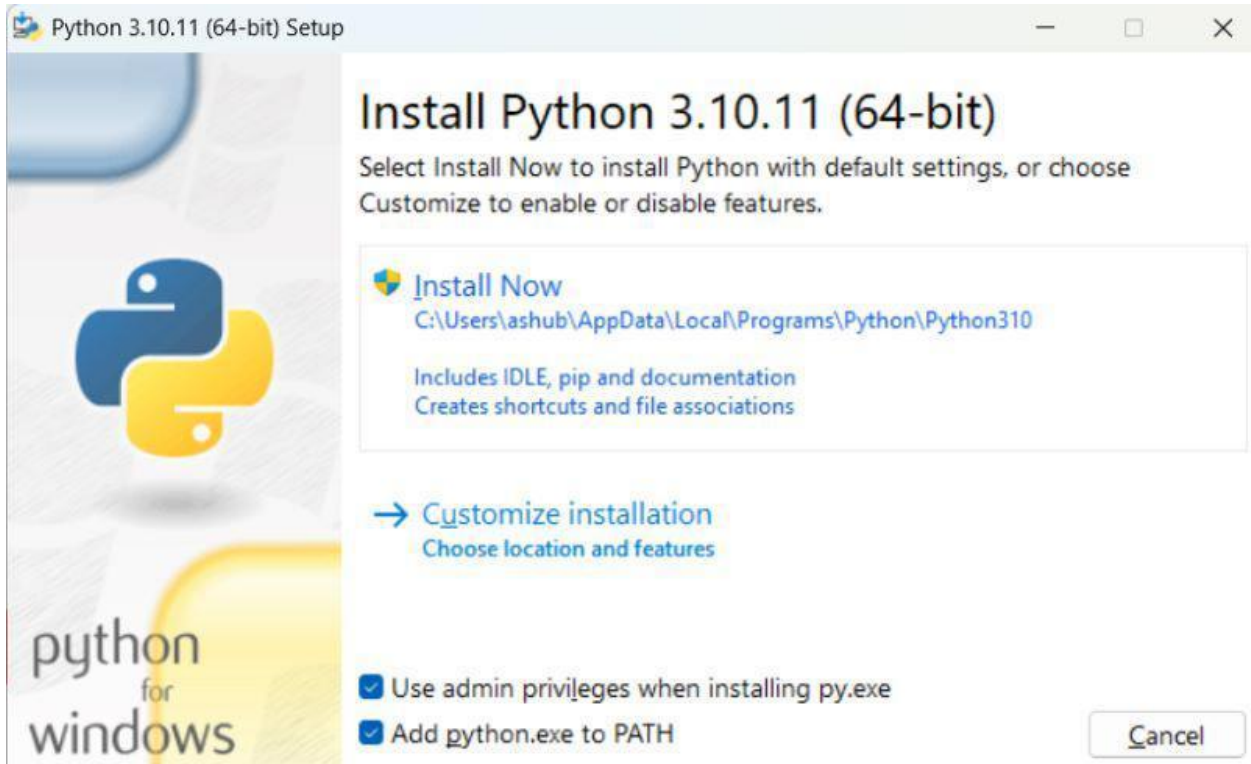 Python 3.10.11 (64-bit) Setup
Install Python 3.10.11 (64-bit)
Select Install Now to install Python with default settings, or choose
Customize to enable or disable features.
Install Now
C:\Users\ashub\AppData\Local\Programs\Python\Python310
Includes IDLE, pip and documentation
Creates shortcuts and file associations
Customize installation
Choose location and features
python
for
windows
Use admin privileges when installing py.exe
Add python.exe to PATH
Cancel